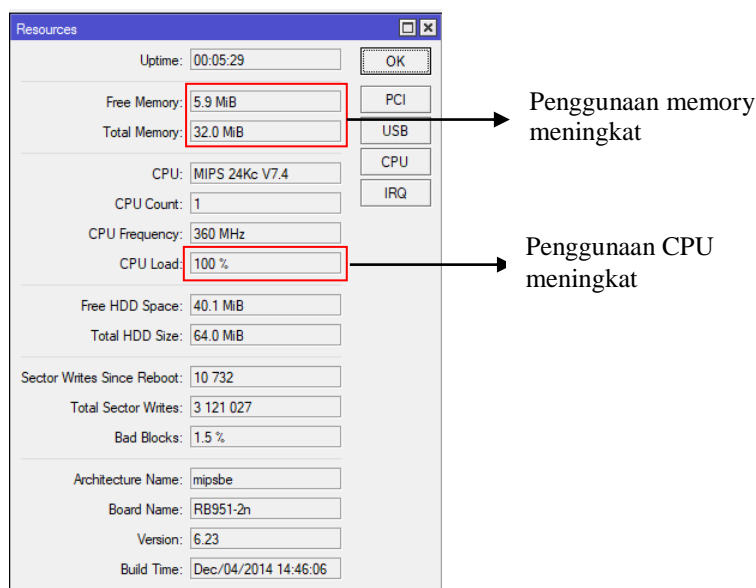 Resources
Uptime: 00:05:29
OK
Free Memory: 5.9 MiB
PCI
Total Memory: 32.0 MiB
USB
CPU: MIPS 24Kc V7.4
CPU
CPU Count: 1
IRQ
CPU Frequency: 360 MHz
CPU Load: 100 %
Free HDD Space: 40.1 MiB
Total HDD Size: 64.0 MiB
Sector Writes Since Reboot: 10 732
Total Sector Writes: 3 121 027
Bad Blocks: 1.5 %
Architecture Name: mipsbe
Board Name: RB951-2n
Version: 6.23
Build Time: Dec/04/2014 14:46:06
Penggunaan memory
meningkat
Penggunaan CPU
meningkat